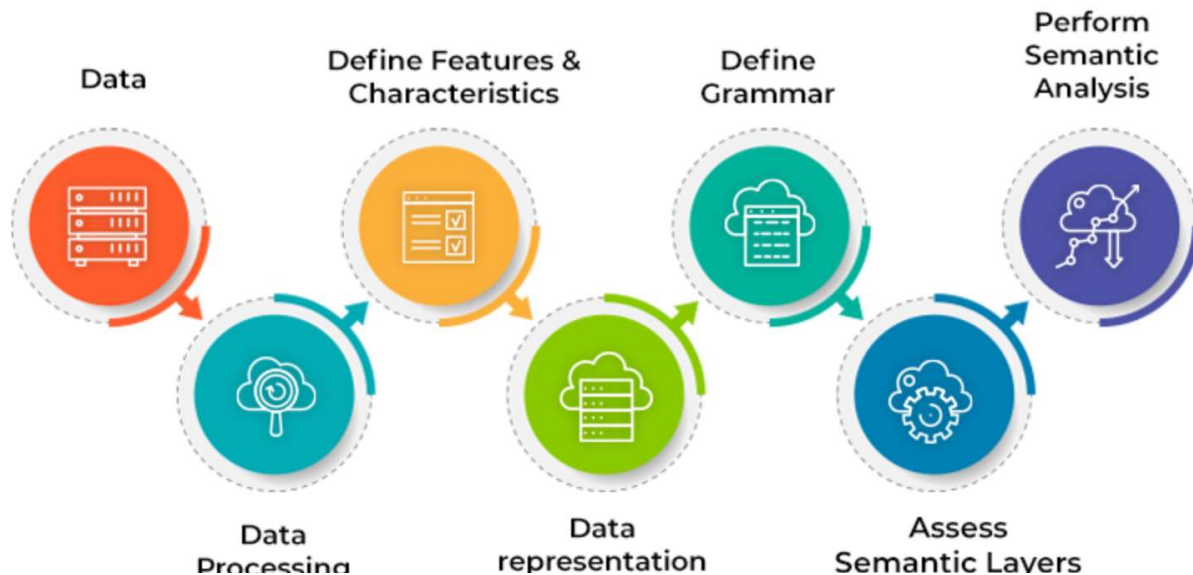 Data
Define Features &
Characteristics
Define
Grammar
Perform
Semantic
Analysis
Data
Processing
Data
representation
Assess
Semantic Layers